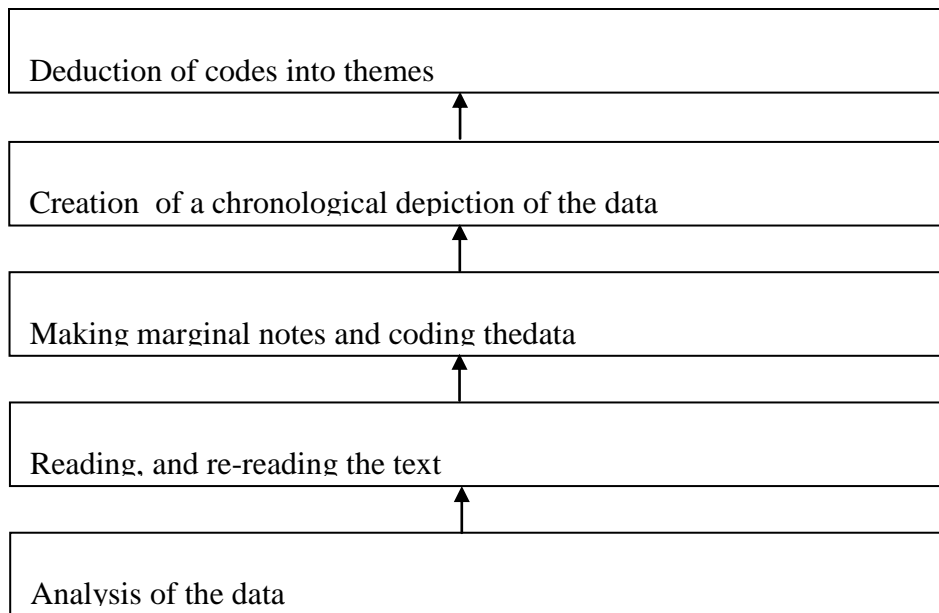 Deduction of codes into themes
Creation  of a chronological depiction of the data
Making marginal notes and coding thedata
Reading, and re-reading the text
Analysis of the data